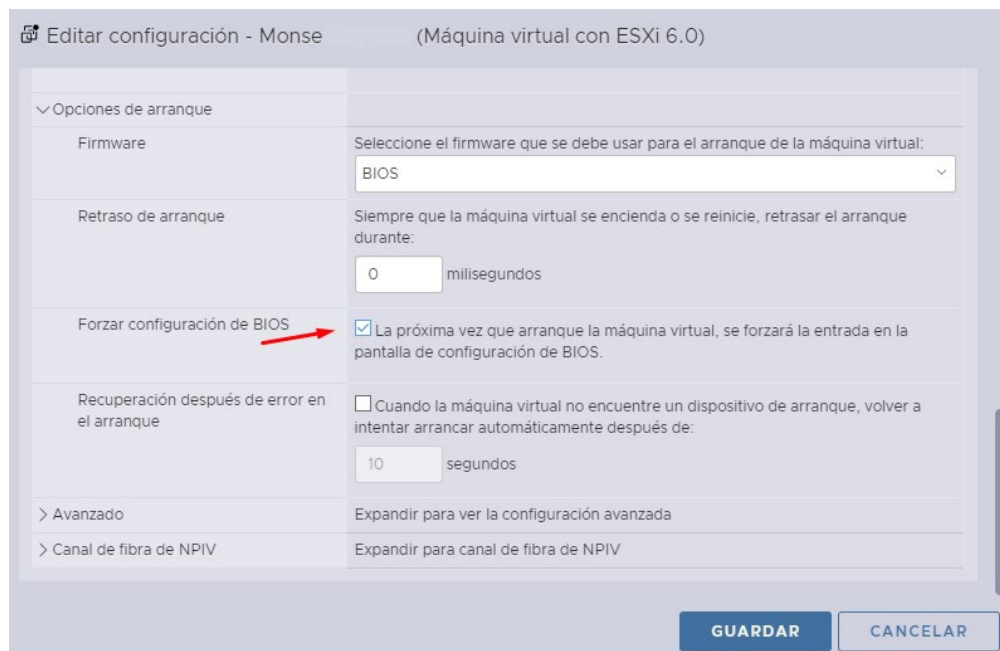 Editar configuración - Monse (Máquina virtual con ESXi 6.0)
Opciones de arranque
Firmware
Seleccione el firmware que se debe usar para el arranque de la máquina virtual:
BIOS
Retraso de arranque
Siempre que la máquina virtual se encienda o se reinicie, retrasar el arranque
durante:
0 milisegundos
Forzar configuración de BIOS
La próxima vez que arranque la máquina virtual, se forzará la entrada en la
pantalla de configuración de BIOS.
Recuperación después de error en
el arranque
Cuando la máquina virtual no encuentre un dispositivo de arranque, volver a
intentar arrancar automáticamente después de:
10 segundos
Avanzado
Expandir para ver la configuración avanzada
Canal de fibra de NPIV
Expandir para canal de fibra de NPIV
GUARDAR
CANCELAR